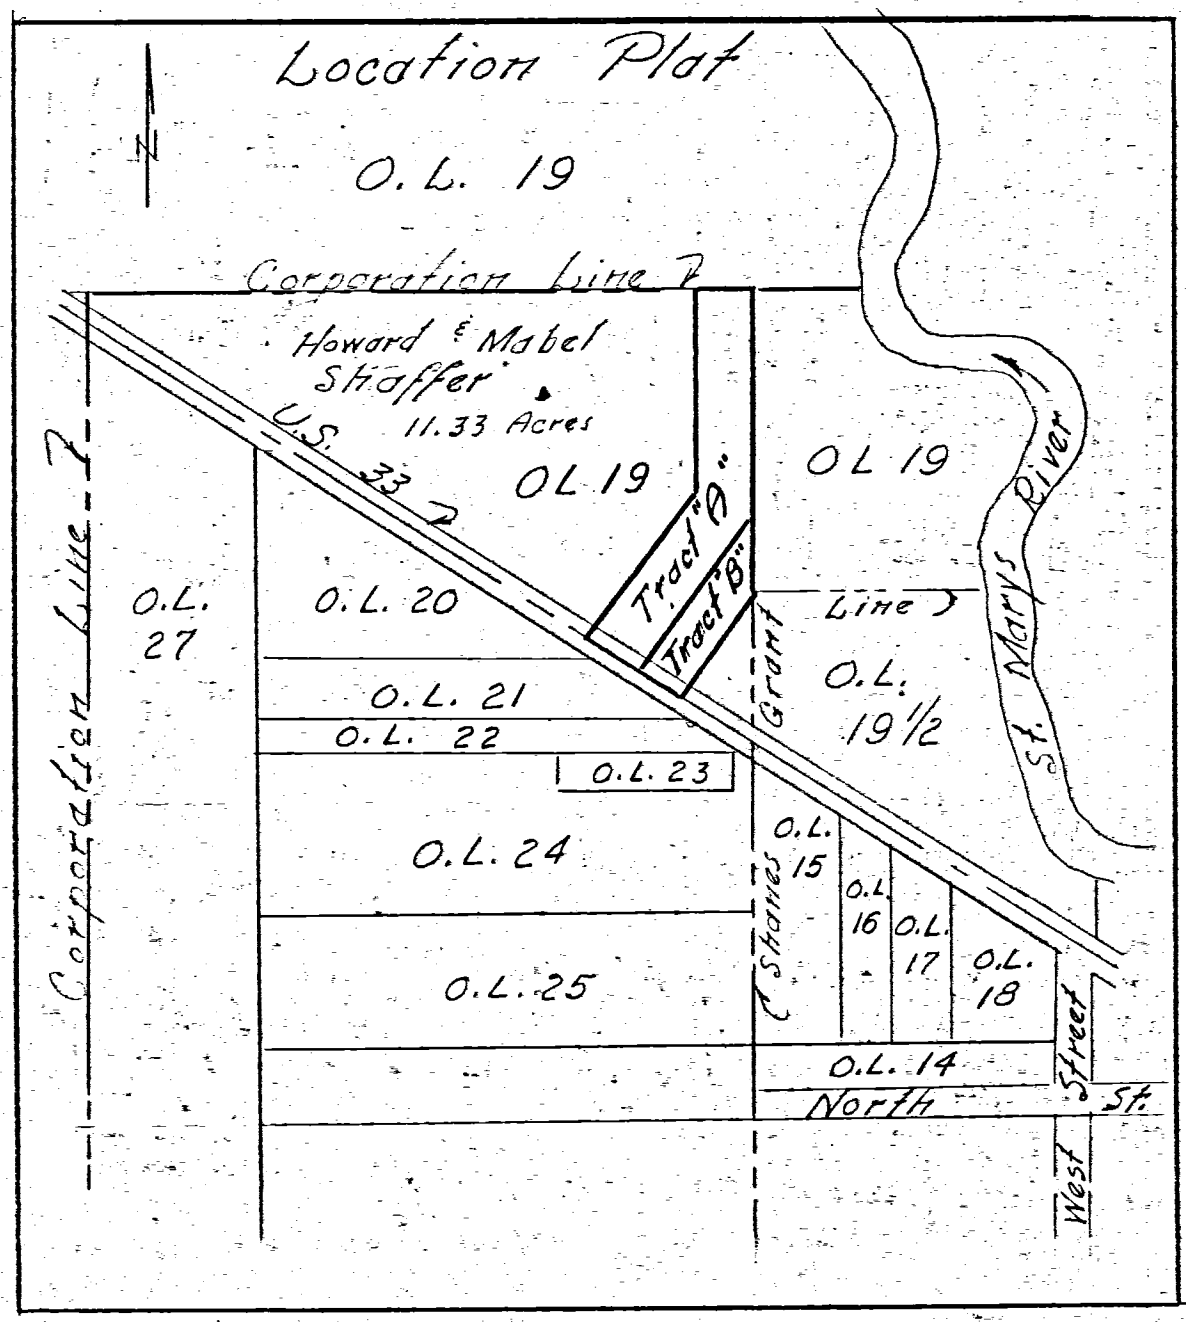 Location Plat
N
O. L. 19
Corporation Line
Howard & Mabel
Shaffer
11.33 Acres
U.S. 33
OL 19
OL 19
Tract "A"
Tract "B"
St. Marys River
Corporation Line
O.L.
27
O.L. 20
Line
O.L.
19 1/2
O.L. 21
O.L. 22
O.L. 23
O.L. 24
O.L. 25
Shanes Grant
O.L.
15
O.L.
16
O.L.
17
O.L.
18
O.L. 14
North St.
West Street